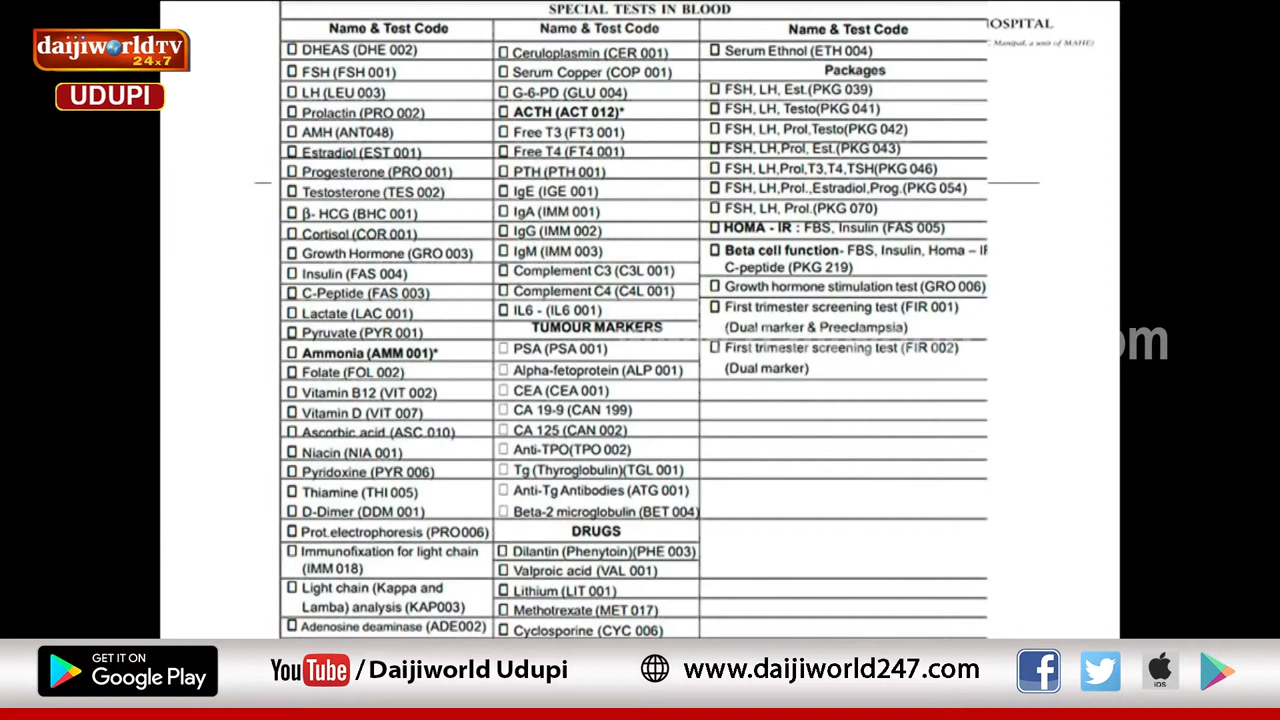 SPECIAL TESTS IN BLOOD
Name & Test Code
DHEAS (DHE 002)
FSH (FSH 001)
LH (LEU 003)
Prolactin (PRO 002)
AMH (ANT048)
Estradiol (EST 001)
Progesterone (PRO 001)
Testosterone (TES 002)
β- HCG (BHC 001)
Cortisol (COR 001)
Growth Hormone (GRO 003)
Insulin (FAS 004)
C-Peptide (FAS 003)
Lactate (LAC 001)
Pyruvate (PYR 001)
Ammonia (AMM 001)*
Folate (FOL 002)
Vitamin B12 (VIT 002)
Vitamin D (VIT 007)
Ascorbic acid (ASC 010)
Niacin (NIA 001)
Pyridoxine (PYR 006)
Thiamine (THI 005)
D-Dimer (DDM 001)
Prot.electrophoresis (PRO006)
Immunofixation for light chain
(IMM 018)
Light chain (Kappa and
Lamba) analysis (KAP003)
Adenosine deaminase (ADE002)
Name & Test Code
Ceruloplasmin (CER 001)
Serum Copper (COP 001)
G-6-PD (GLU 004)
ACTH (ACT 012)*
Free T3 (FT3 001)
Free T4 (FT4 001)
PTH (PTH 001)
IgE (IGE 001)
IgA (IMM 001)
IgG (IMM 002)
IgM (IMM 003)
Complement C3 (C3L 001)
Complement C4 (C4L 001)
IL6 - (IL6 001)
TUMOUR MARKERS
PSA (PSA 001)
Alpha-fetoprotein (ALP 001)
CEA (CEA 001)
CA 19-9 (CAN 199)
CA 125 (CAN 002)
Anti-TPO(TPO 002)
Tg (Thyroglobulin)(TGL 001)
Anti-Tg Antibodies (ATG 001)
Beta-2 microglobulin (BET 004)
DRUGS
Dilantin (Phenytoin)(PHE 003)
Valproic acid (VAL 001)
Lithium (LIT 001)
Methotrexate (MET 017)
Cyclosporine (CYC 006)
Name & Test Code
Serum Ethnol (ETH 004)
Packages
FSH, LH, Est.(PKG 039)
FSH, LH, Testo(PKG 041)
FSH, LH, Prol,Testo(PKG 042)
FSH, LH,Prol, Est.(PKG 043)
FSH, LH,Prol,T3,T4,TSH(PKG 046)
FSH, LH,Prol.,Estradiol,Prog.(PKG 054)
FSH, LH, Prol.(PKG 070)
HOMA - IR : FBS, Insulin (FAS 005)
Beta cell function- FBS, Insulin, Homa – IR
C-peptide (PKG 219)
Growth hormone stimulation test (GRO 006)
First trimester screening test (FIR 001)
(Dual marker & Preeclampsia)
First trimester screening test (FIR 002)
(Dual marker)
HOSPITAL
Manipal, a unit of MAHE)
daijiworldTV
24x7
UDUPI
om
GET IT ON
Google Play
YouTube / Daijiworld Udupi
www.daijiworld247.com
iOS